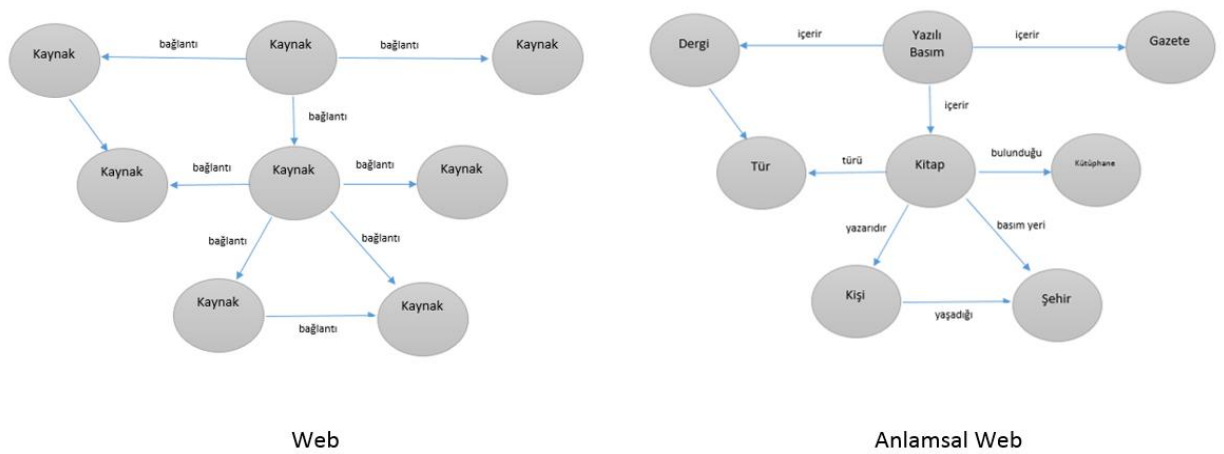 Kaynak
bağlantı
Kaynak
bağlantı
Kaynak
bağlantı
Kaynak
bağlantı
Kaynak
bağlantı
Kaynak
bağlantı
bağlantı
Kaynak
bağlantı
Kaynak
Web
Dergi
içerir
Yazılı
Basım
içerir
Gazete
içerir
Tür
türü
Kitap
bulunduğu
Kütüphane
yazarıdır
basım yeri
Kişi
yaşadığı
Şehir
Anlamsal Web